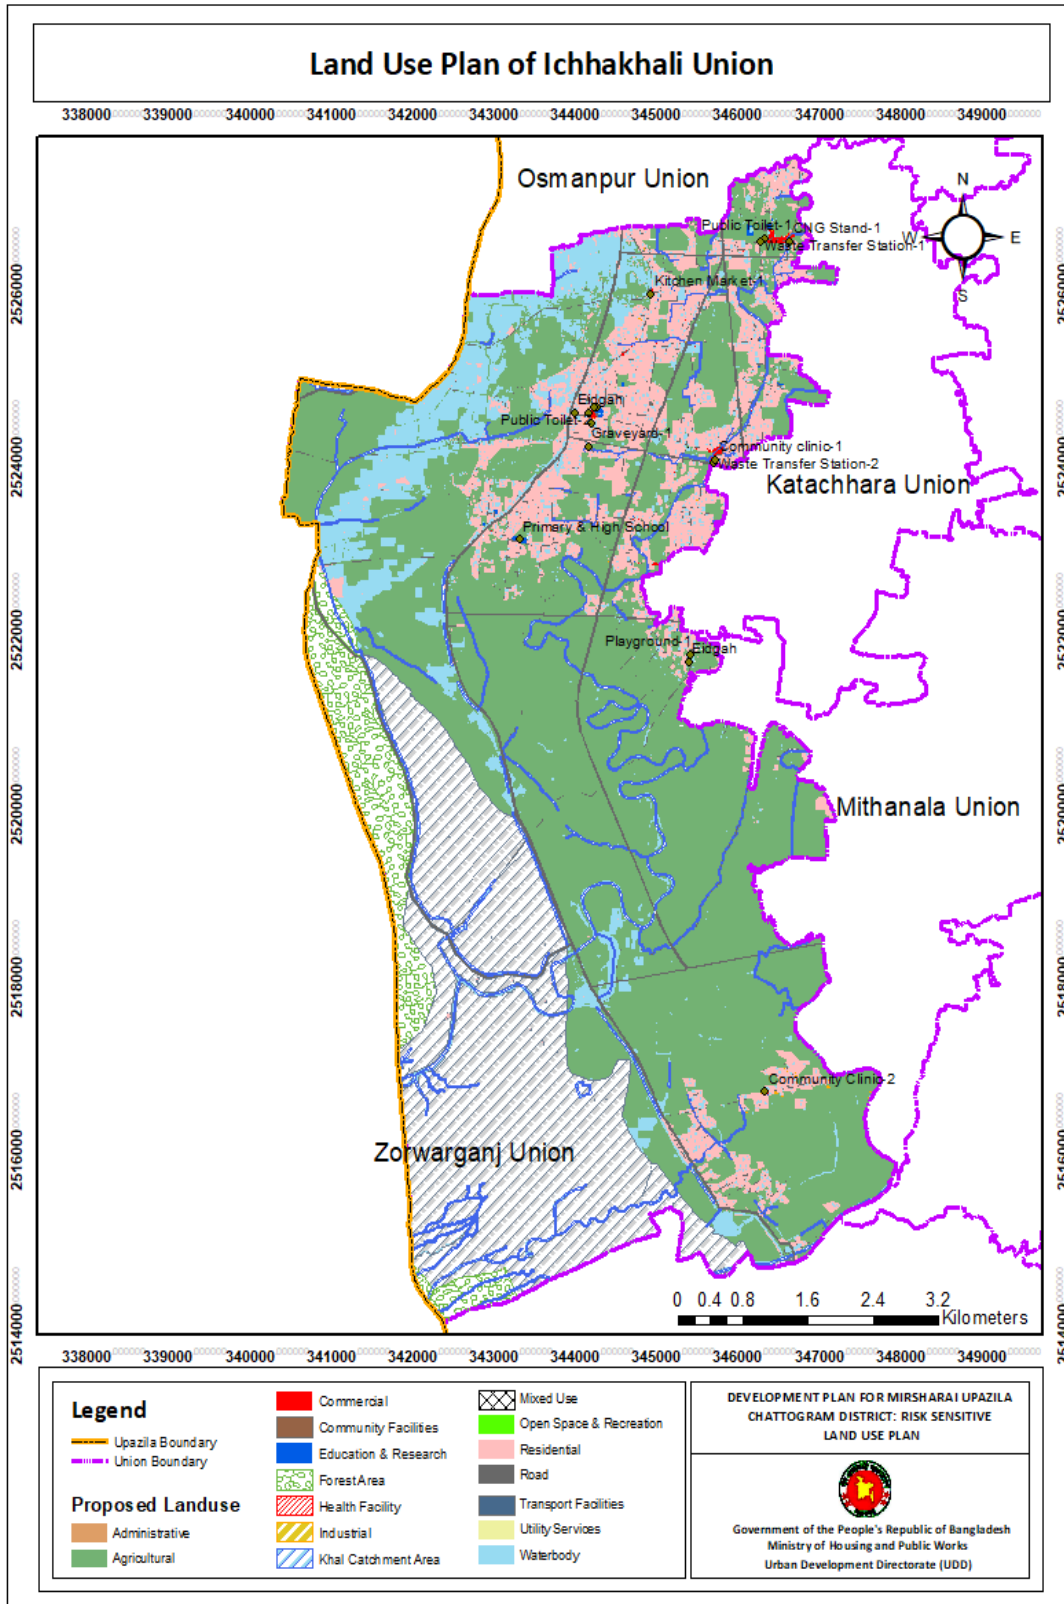 Land Use Plan of Ichhakhali Union
338000 339000 340000 341000 342000 343000 344000 345000 346000 347000 348000 349000
Osmanpur Union
N
W E
S
Public Toilet-1
CNG Stand-1
Waste Transfer Station-1
Kitchen Market-1
Eidgah
Public Toilet-2
Graveyard-1
Community clinic-1
Waste Transfer Station-2
Katachhara Union
Primary & High School
Playground-1
Eidgah
Mithanala Union
Community Clinic-2
Zorwarganj Union
2526000
2524000
2522000
2520000
2518000
2516000
2514000
2526000
2524000
2522000
2520000
2518000
2516000
2514000
0 0.4 0.8 1.6 2.4 3.2
Kilometers
338000 339000 340000 341000 342000 343000 344000 345000 346000 347000 348000 349000
Legend
Upazila Boundary
Union Boundary
Proposed Landuse
Administrative
Agricultural
Commercial
Community Facilities
Education & Research
Forest Area
Health Facility
Industrial
Khal Catchment Area
Mixed Use
Open Space & Recreation
Residential
Road
Transport Facilities
Utility Services
Waterbody
DEVELOPMENT PLAN FOR MIRSHARAI UPAZILA
CHATTOGRAM DISTRICT: RISK SENSITIVE
LAND USE PLAN
Government of the People's Republic of Bangladesh
Ministry of Housing and Public Works
Urban Development Directorate (UDD)